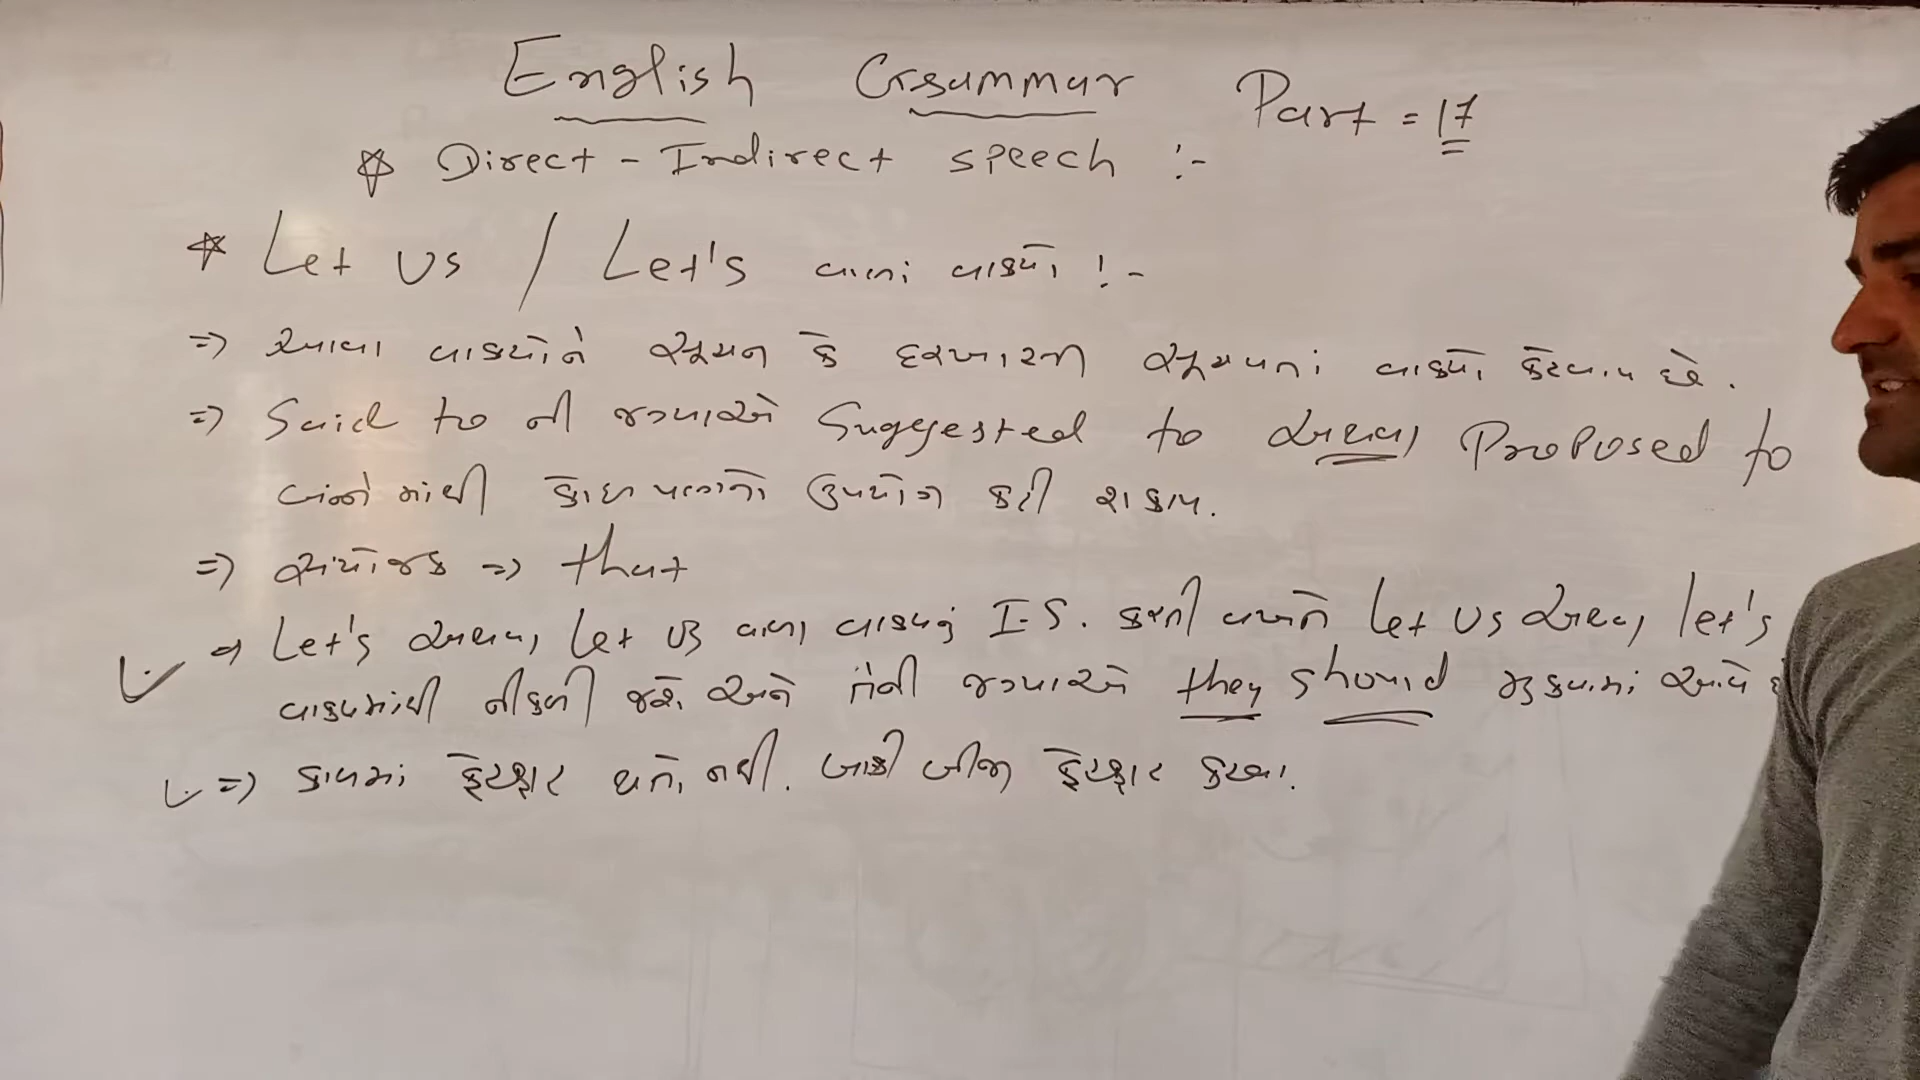 English Grammar Part = 17
* Direct - Indirect speech :-
* Let us / Let's વાળાં વાક્યો :-
=> આવા વાક્યોને સૂચન કે દરખાસ્ત સૂચવતાં વાક્યો કહેવાય છે.
=> Said to ની જગ્યાએ Suggested to અથવા Proposed to
બંને માંથી કોઇ પણનો ઉપયોગ કરી શકાય.
=> સંયોજક => that
=> Let's અથવા Let us વાળા વાક્યનું I.S. કરતી વખતે Let us અથવા let's
વાક્યમાંથી નીકળી જશે અને તેની જગ્યાએ they should મૂકવામાં આવે
=> કાળમાં ફેરફાર થતો નથી. બાકી બીજા ફેરફાર કરવા.